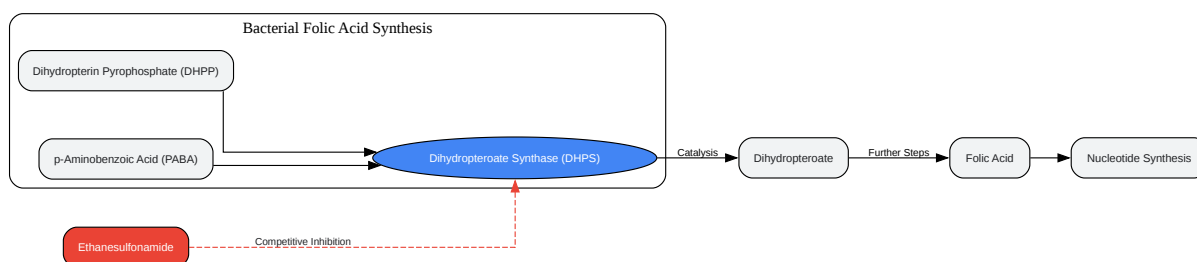 Bacterial Folic Acid Synthesis
Dihydropterin Pyrophosphate (DHPP)
p-Aminobenzoic Acid (PABA)
Dihydropteroate Synthase (DHPS)
Catalysis
Dihydropteroate
Further Steps
Folic Acid
Nucleotide Synthesis
Ethanesulfonamide
Competitive Inhibition